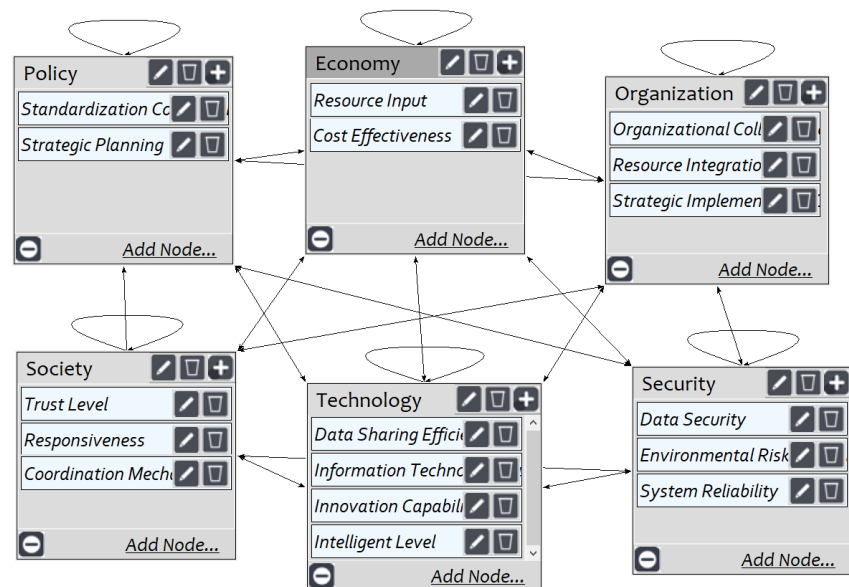 Policy
Standardization Co
Strategic Planning
Add Node...
Economy
Resource Input
Cost Effectiveness
Add Node...
Organization
Organizational Coll
Resource Integratio
Strategic Implemen
Add Node...
Society
Trust Level
Responsiveness
Coordination Mech
Add Node...
Technology
Data Sharing Effici
Information Techno
Innovation Capabili
Intelligent Level
Add Node...
Security
Data Security
Environmental Risk
System Reliability
Add Node...